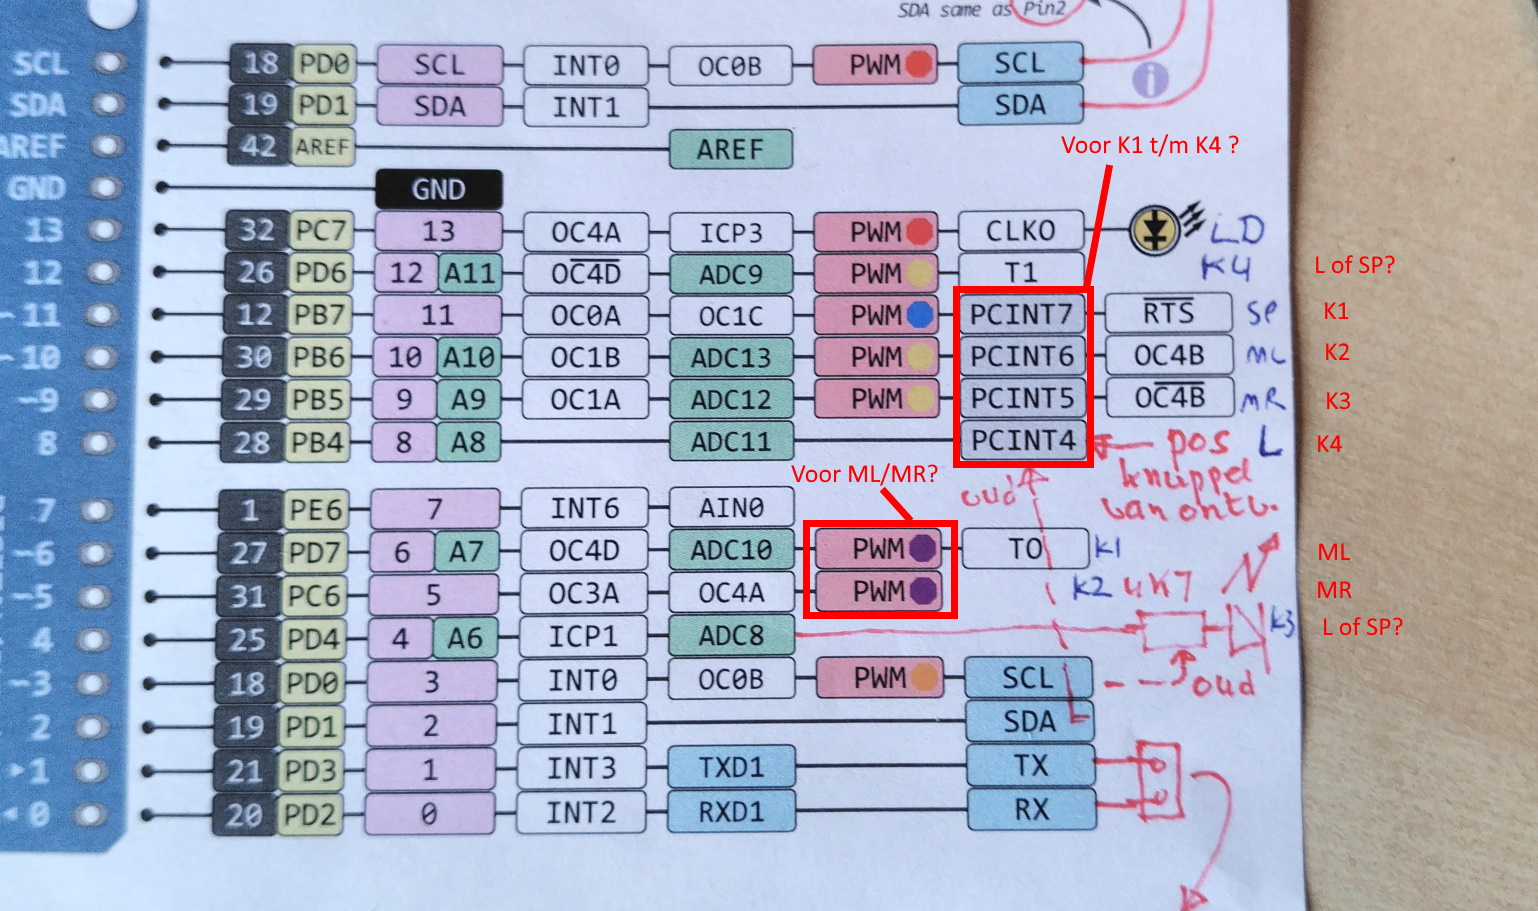 SDA same as Pin2
SCL 18 PD0 SCL INT0 OC0B PWM SCL
SDA 19 PD1 SDA INT1 SDA
i
AREF 42 AREF AREF
Voor K1 t/m K4 ?
GND GND
13 32 PC7 13 OC4A ICP3 PWM CLKO LD
K4
12 26 PD6 12 A11 OC4D ADC9 PWM T1 L of SP?
~11 12 PB7 11 OC0A OC1C PWM PCINT7 RTS SP K1
~10 30 PB6 10 A10 OC1B ADC13 PWM PCINT6 OC4B ML K2
~9 29 PB5 9 A9 OC1A ADC12 PWM PCINT5 OC4B MR K3
8 28 PB4 8 A8 ADC11 PCINT4 pos L K4
knuppel
van ontv.
Voor ML/MR?
oud
7 1 PE6 7 INT6 AIN0
~6 27 PD7 6 A7 OC4D ADC10 PWM TO K1 ML
~5 31 PC6 5 OC3A OC4A PWM K2 4K7 MR
4 25 PD4 4 A6 ICP1 ADC8 K3 L of SP?
~3 18 PD0 3 INT0 OC0B PWM SCL oud
2 19 PD1 2 INT1 SDA
1 21 PD3 1 INT3 TXD1 TX
0 20 PD2 0 INT2 RXD1 RX